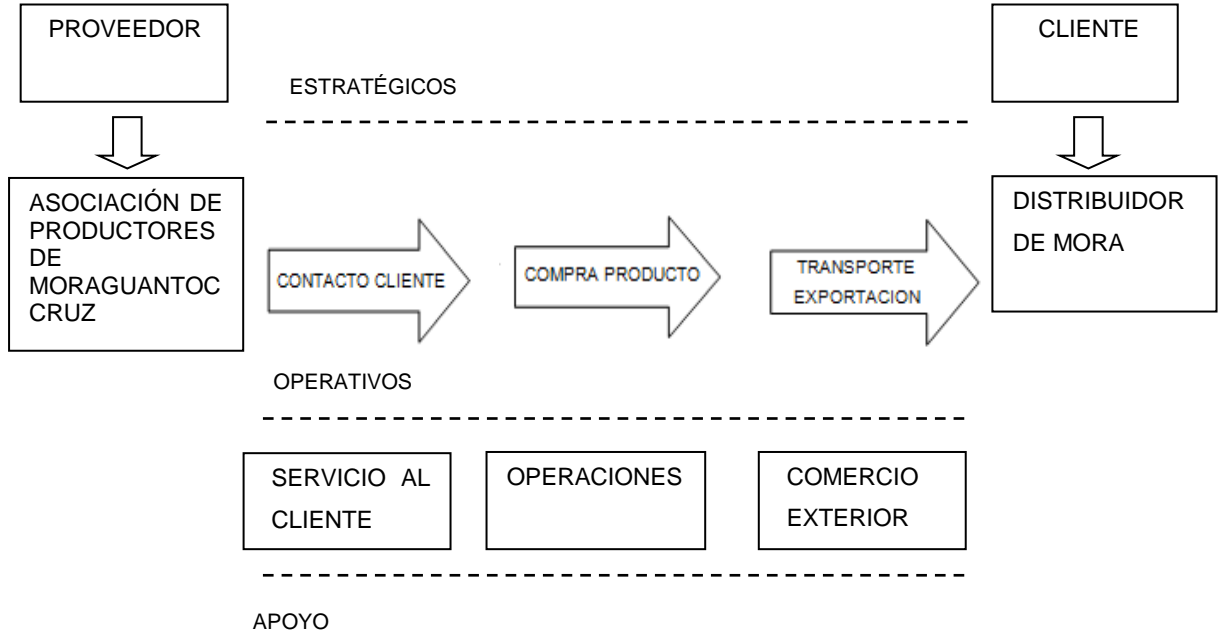 PROVEEDOR
CLIENTE
ESTRATÉGICOS
ASOCIACIÓN DE
PRODUCTORES
DE
MORAGUANTOC
CRUZ
CONTACTO CLIENTE
COMPRA PRODUCTO
TRANSPORTE
EXPORTACION
DISTRIBUIDOR
DE MORA
OPERATIVOS
SERVICIO AL
CLIENTE
OPERACIONES
COMERCIO
EXTERIOR
APOYO